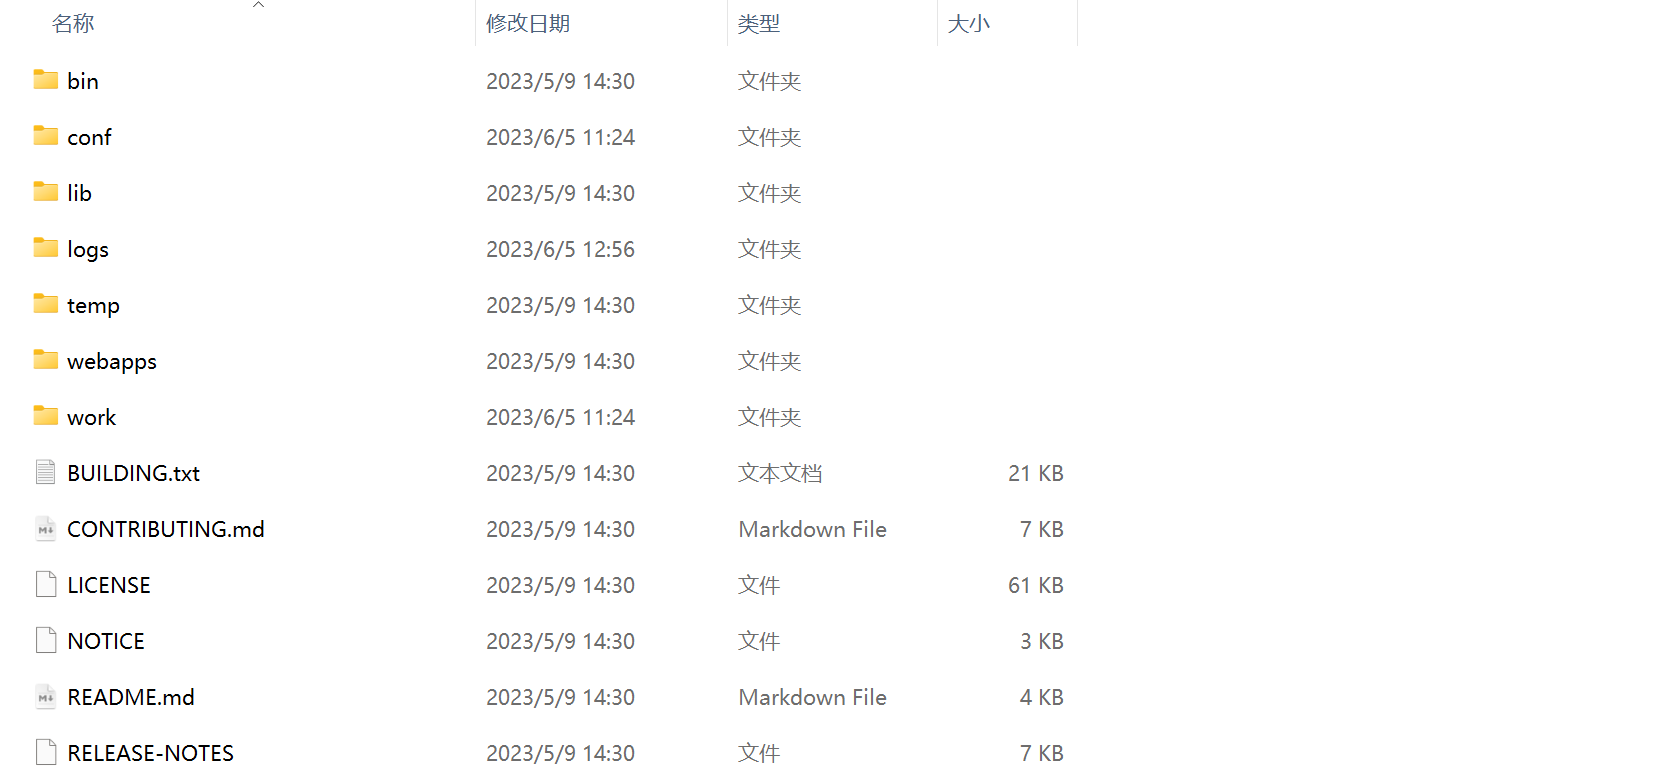 名称 修改日期 类型 大小
bin 2023/5/9 14:30 文件夹
conf 2023/6/5 11:24 文件夹
lib 2023/5/9 14:30 文件夹
logs 2023/6/5 12:56 文件夹
temp 2023/5/9 14:30 文件夹
webapps 2023/5/9 14:30 文件夹
work 2023/6/5 11:24 文件夹
BUILDING.txt 2023/5/9 14:30 文本文档 21 KB
CONTRIBUTING.md 2023/5/9 14:30 Markdown File 7 KB
LICENSE 2023/5/9 14:30 文件 61 KB
NOTICE 2023/5/9 14:30 文件 3 KB
README.md 2023/5/9 14:30 Markdown File 4 KB
RELEASE-NOTES 2023/5/9 14:30 文件 7 KB